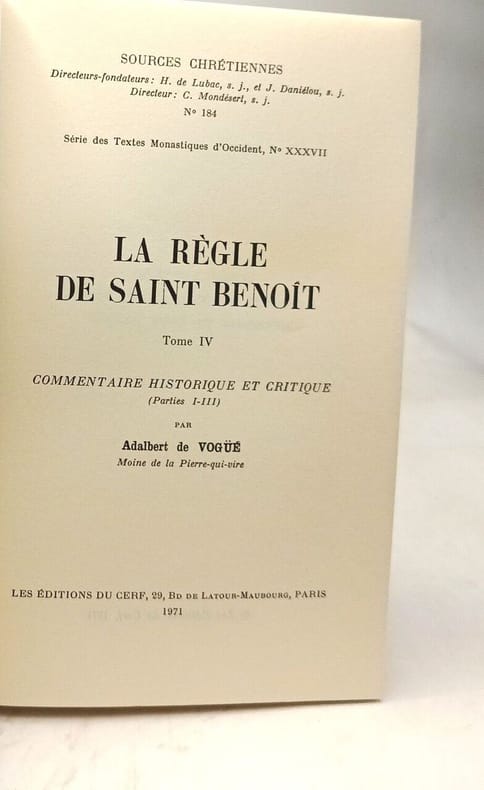 SOURCES CHRÉTIENNES
Directeurs-fondateurs : H. de Lubac, s. j., et J. Daniélou, s. j.
Directeur : C. Mondésert, s. j.
Nº 184
Série des Textes Monastiques d'Occident, Nº XXXVII
LA RÈGLE
DE SAINT BENOÎT
Tome IV
COMMENTAIRE HISTORIQUE ET CRITIQUE
(Parties I-III)
PAR
Adalbert de VOGÜÉ
Moine de la Pierre-qui-vire
LES ÉDITIONS DU CERF, 29, BD DE LATOUR-MAUBOURG, PARIS
1971